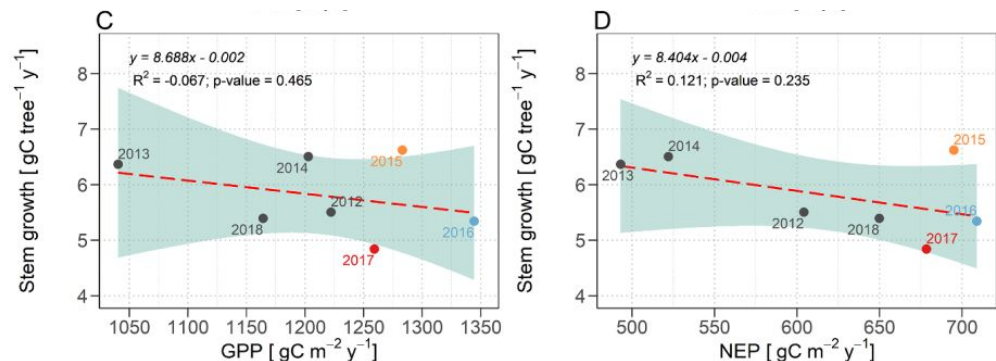 C
y = 8.688x - 0.002
R² = -0.067; p-value = 0.465
Stem growth [ gC tree⁻¹ y⁻¹ ]
8
7
6
5
4
2013
2014
2015
2012
2018
2016
2017
1050 1100 1150 1200 1250 1300 1350
GPP [ gC m⁻² y⁻¹ ]
D
y = 8.404x - 0.004
R² = 0.121; p-value = 0.235
Stem growth [ gC tree⁻¹ y⁻¹ ]
8
7
6
5
4
2015
2014
2013
2016
2012
2018
2017
500 550 600 650 700
NEP [ gC m⁻² y⁻¹ ]